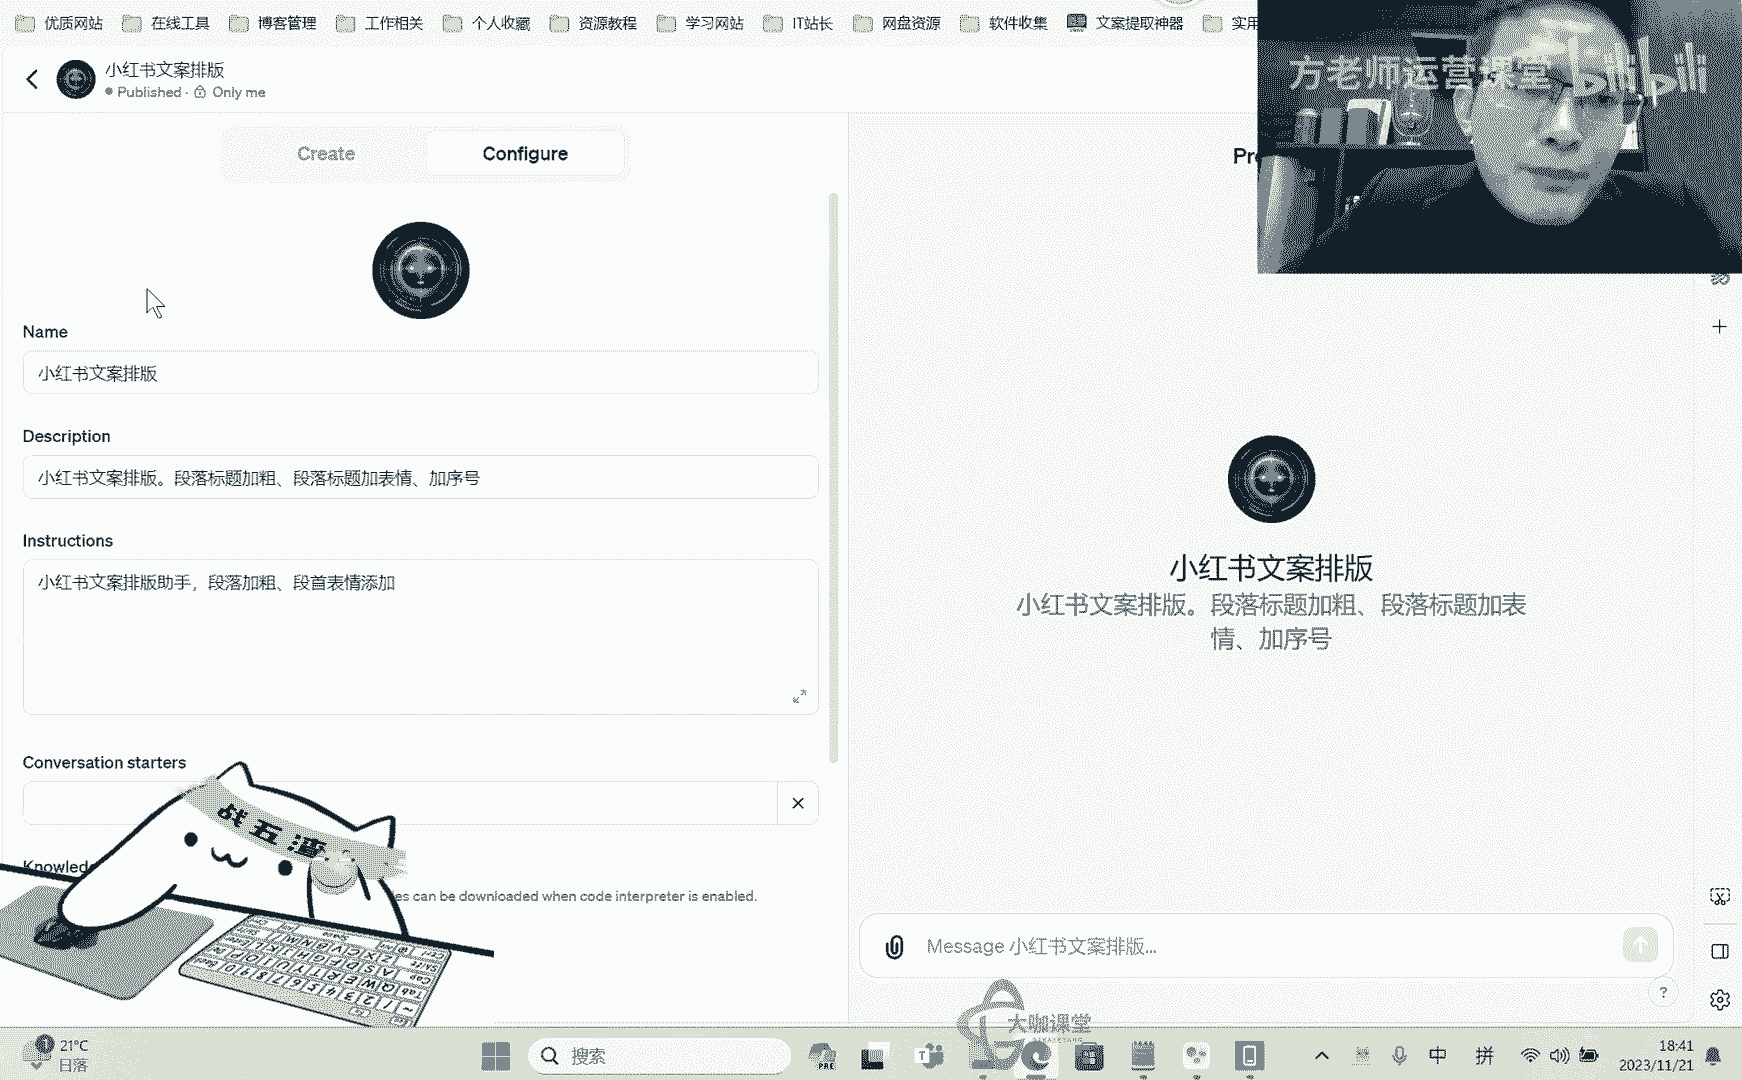 优质网站
在线工具
博客管理
工作相关
个人收藏
资源教程
学习网站
IT站长
网盘资源
软件收集
文案提取神器
实用
方老师运营课堂 bilibili
小红书文案排版
Published · Only me
Create
Configure
Name
小红书文案排版
Description
小红书文案排版。段落标题加粗、段落标题加表情、加序号
Instructions
小红书文案排版助手，段落加粗、段首表情添加
Conversation starters
Knowled
es can be downloaded when code interpreter is enabled.
战五渣
Pre
小红书文案排版
小红书文案排版。段落标题加粗、段落标题加表
情、加序号
Message 小红书文案排版...
?
大咖课堂
1
21°C
日落
搜索
PRE
中
拼
18:41
2023/11/21